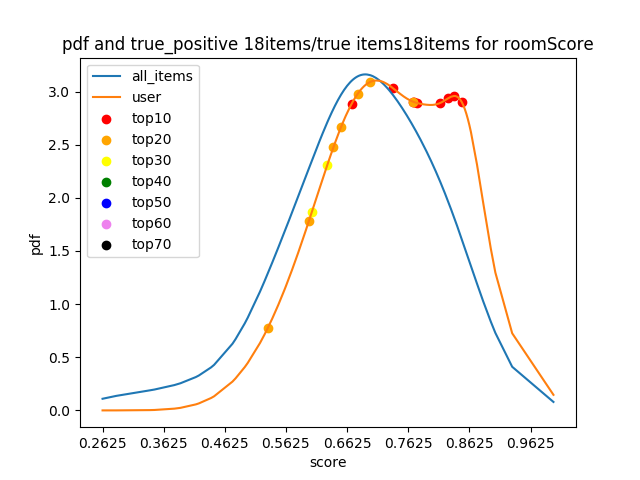 pdf and true_positive 18items/true items18items for roomScore
all_items
user
top10
top20
top30
top40
top50
top60
top70
pdf
3.0
2.5
2.0
1.5
1.0
0.5
0.0
0.2625 0.3625 0.4625 0.5625 0.6625 0.7625 0.8625 0.9625
score